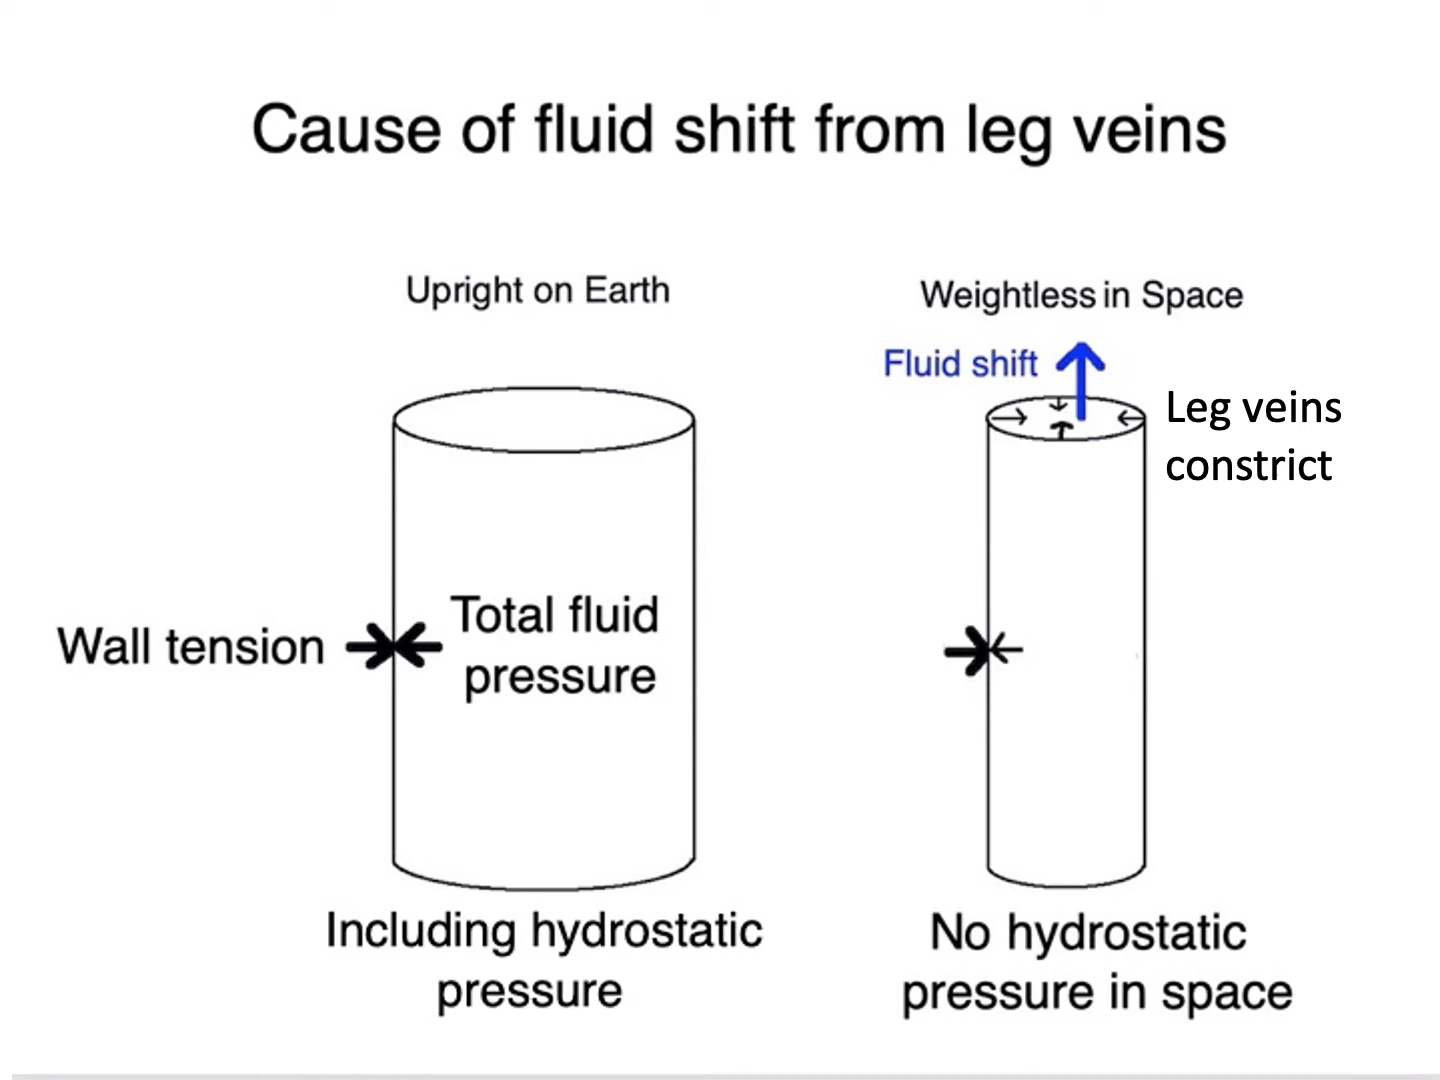 Cause of fluid shift from leg veins
Upright on Earth
Weightless in Space
Fluid shift
Leg veins
constrict
Wall tension
Total fluid
pressure
Including hydrostatic
pressure
No hydrostatic
pressure in space